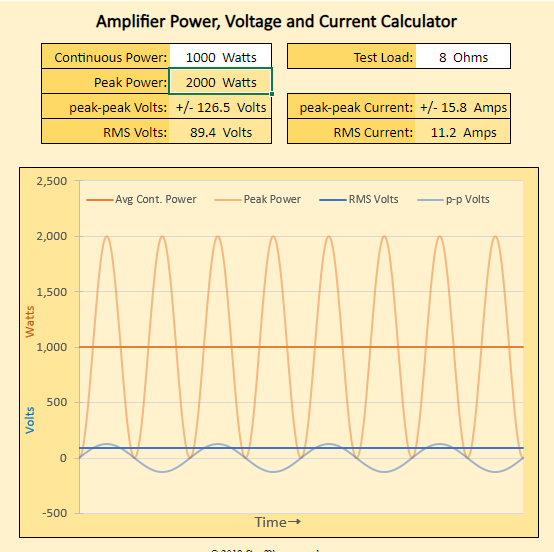 Amplifier Power, Voltage and Current Calculator
Continuous Power: 1000 Watts Test Load: 8 Ohms
Peak Power: 2000 Watts
peak-peak Volts: +/- 126.5 Volts peak-peak Current: +/- 15.8 Amps
RMS Volts: 89.4 Volts RMS Current: 11.2 Amps
2,500
Avg Cont. Power Peak Power RMS Volts p-p Volts
2,000
1,500
Watts
1,000
500
Volts
0
-500
Time→